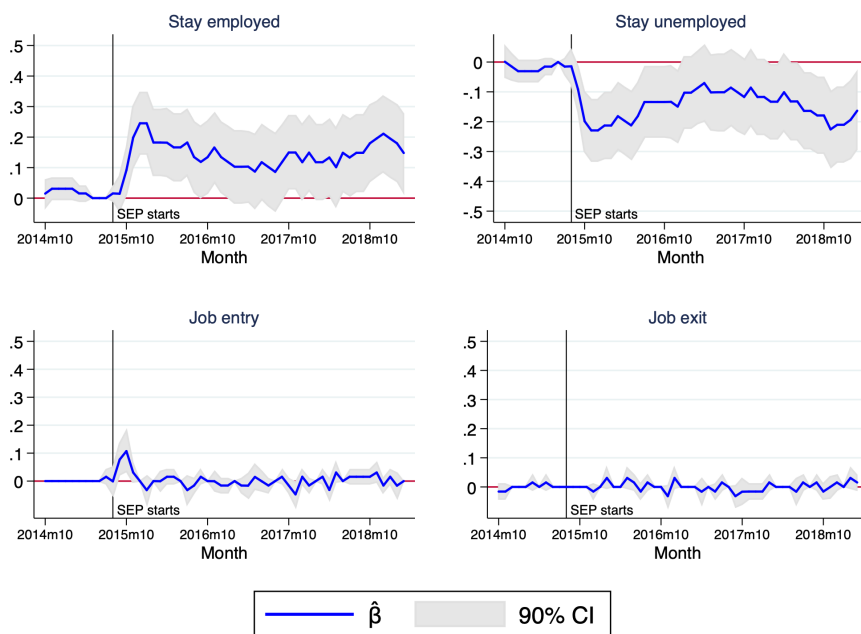 Stay employed
.5
.4
.3
.2
.1
0
SEP starts
2014m10 2015m10 2016m10 2017m10 2018m10
Month
Stay unemployed
0
-.1
-.2
-.3
-.4
-.5
SEP starts
2014m10 2015m10 2016m10 2017m10 2018m10
Month
Job entry
.5
.4
.3
.2
.1
0
SEP starts
2014m10 2015m10 2016m10 2017m10 2018m10
Month
Job exit
.5
.4
.3
.2
.1
0
SEP starts
2014m10 2015m10 2016m10 2017m10 2018m10
Month
β̂ 90% CI